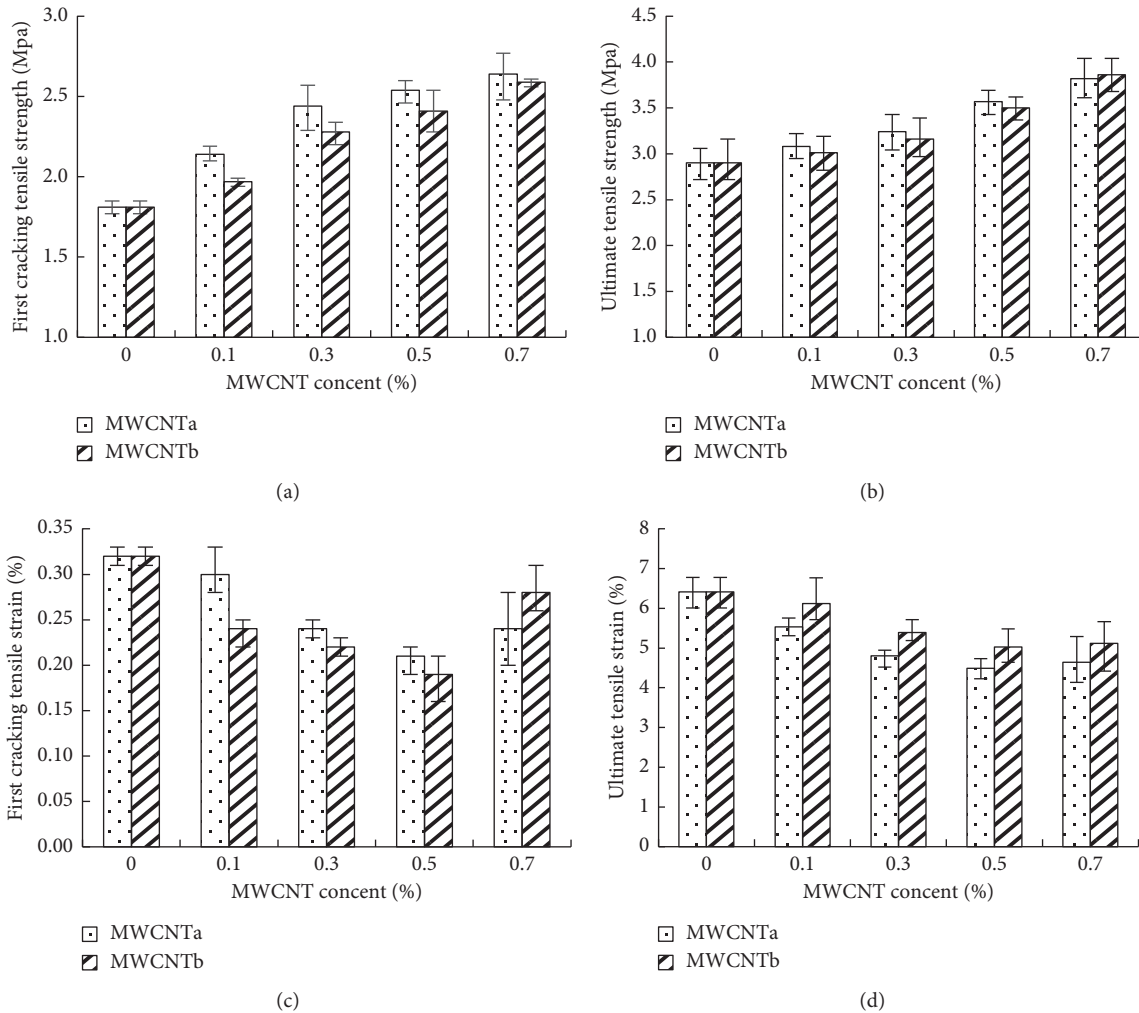 First cracking tensile strength (Mpa)
3.0
2.5
2.0
1.5
1.0
0 0.1 0.3 0.5 0.7
MWCNT concent (%)
MWCNTa
MWCNTb
(a)
Ultimate tensile strength (Mpa)
4.5
4.0
3.5
3.0
2.5
2.0
1.5
1.0
0 0.1 0.3 0.5 0.7
MWCNT concent (%)
MWCNTa
MWCNTb
(b)
First cracking tensile strain (%)
0.35
0.30
0.25
0.20
0.15
0.10
0.05
0.00
0 0.1 0.3 0.5 0.7
MWCNT concent (%)
MWCNTa
MWCNTb
(c)
Ultimate tensile strain (%)
8
7
6
5
4
3
2
1
0
0 0.1 0.3 0.5 0.7
MWCNT concent (%)
MWCNTa
MWCNTb
(d)